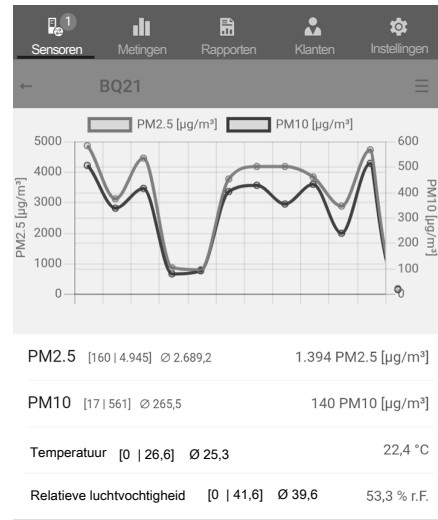 1
Sensoren Metingen Rapporten Klanten Instellingen
← BQ21 ☰
PM2.5 [µg/m³] PM10 [µg/m³]
5000 600
4000 500
3000 400
2000 300
1000 200
0 100
0
PM2.5 [µg/m³]
PM10 [µg/m³]
PM2.5 [160 | 4.945] Ø 2.689,2 1.394 PM2.5 [µg/m³]
PM10 [17 | 561] Ø 265,5 140 PM10 [µg/m³]
Temperatuur [0 | 26,6] Ø 25,3 22,4 °C
Relatieve luchtvochtigheid [0 | 41,6] Ø 39,6 53,3 % r.F.